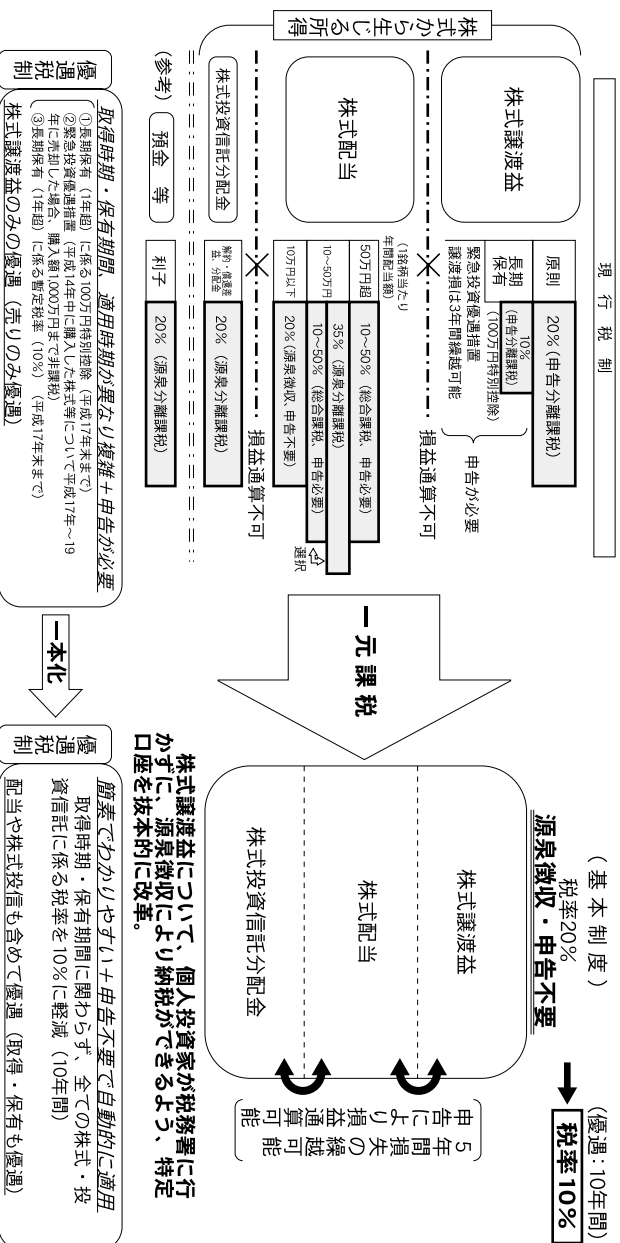 現行税制
株式から生じる所得
株式譲渡益
原則
20%（申告分離課税）
長期
保有
10%
（申告分離課税）
（100万円特別控除）
緊急投資優遇措置
譲渡損は3年間繰越可能
申告が必要
損益通算不可
株式配当
（1銘柄当たり
年間配当額）
50万円超
10～50%（総合課税、申告必要）
10～50万円
35%（源泉分離課税）
10～50%（総合課税、申告必要）
選択
10万円以下
20%（源泉徴収、申告不要）
損益通算不可
株式投資信託分配金
解約・償還差
益、分配金
20%（源泉分離課税）
（参考）
預金等
利子
20%（源泉分離課税）
優遇税制
取得時期・保有期間、適用時期が異なり複雑＋申告が必要
①長期保有（1年超）に係る100万円特別控除（平成17年末まで）
②緊急投資優遇措置（平成14年中に購入した株式等について平成17年～19
年に売却した場合、購入額1,000万円まで非課税）
③長期保有（1年超）に係る暫定税率（10%）（平成17年末まで）
株式譲渡益のみの優遇（売りのみ優遇）
一元課税
一本化
（基本制度）
税率20%
源泉徴収・申告不要
（優遇：10年間）
税率10%
株式譲渡益
株式配当
株式投資信託分配金
申告により損益通算可能
5年間損失の繰越可能
株式譲渡益について、個人投資家が税務署に行
かずに、源泉徴収により納税ができるよう、特定
口座を抜本的に改革。
優遇税制
簡素でわかりやすい＋申告不要で自動的に適用
取得時期・保有期間に関わらず、全ての株式・投
資信託に係る税率を10%に軽減（10年間）
配当や株式投信も含めて優遇（取得・保有も優遇）